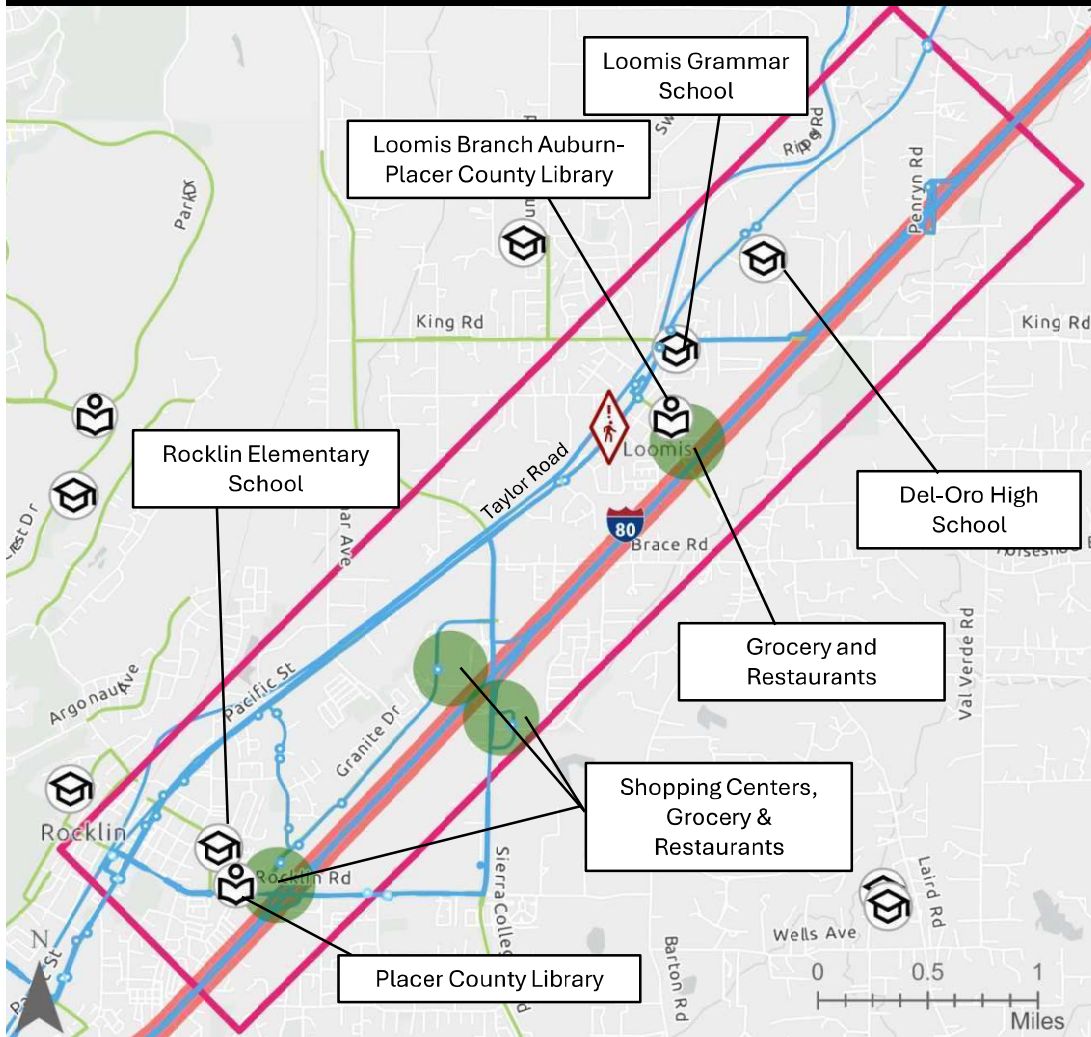 Loomis Grammar
School
Loomis Branch Auburn-
Placer County Library
Park Dr
Penryn Rd
King Rd
King Rd
Rocklin Elementary
School
Taylor Road
Loomis
Del-Oro High
School
80
Brace Rd
Grocery and
Restaurants
Val Verde Rd
Argonaut Ave
Pacific St
Granite Dr
Shopping Centers,
Grocery &
Restaurants
Rocklin
Rocklin Rd
Laird Rd
Wells Ave
Barton Rd
N
Placer County Library
0
0.5
1
Miles